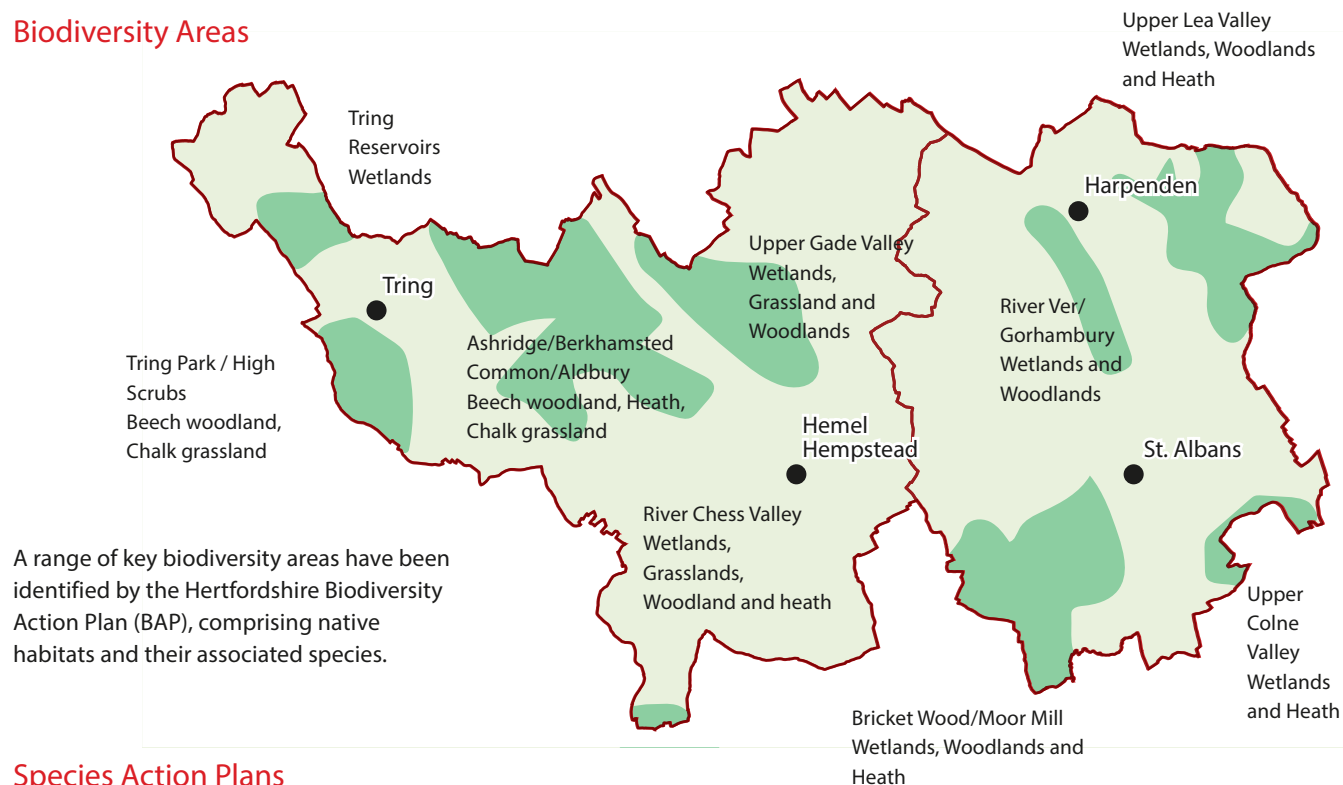 Biodiversity Areas
Upper Lea Valley
Wetlands, Woodlands
and Heath
Tring
Reservoirs
Wetlands
Harpenden
Upper Gade Valley
Wetlands,
Grassland and
Woodlands
Tring
River Ver/
Gorhambury
Wetlands and
Woodlands
Ashridge/Berkhamsted
Common/Aldbury
Beech woodland, Heath,
Chalk grassland
Tring Park / High
Scrubs
Beech woodland,
Chalk grassland
Hemel
Hempstead
St. Albans
River Chess Valley
Wetlands,
Grasslands,
Woodland and heath
A range of key biodiversity areas have been
identified by the Hertfordshire Biodiversity
Action Plan (BAP), comprising native
habitats and their associated species.
Upper
Colne
Valley
Wetlands
and Heath
Bricket Wood/Moor Mill
Wetlands, Woodlands and
Heath
Species Action Plans